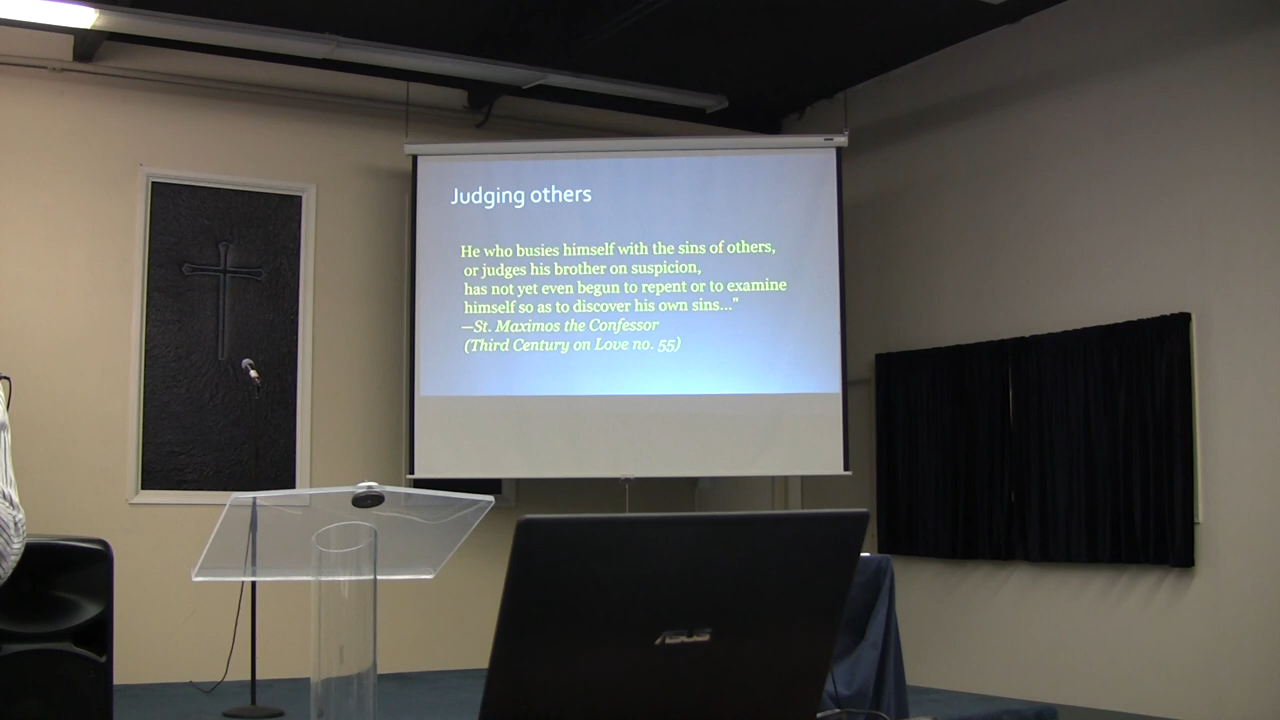 Judging others
He who busies himself with the sins of others,
or judges his brother on suspicion,
has not yet even begun to repent or to examine
himself so as to discover his own sins..."
—St. Maximos the Confessor
(Third Century on Love no. 55)
ASUS